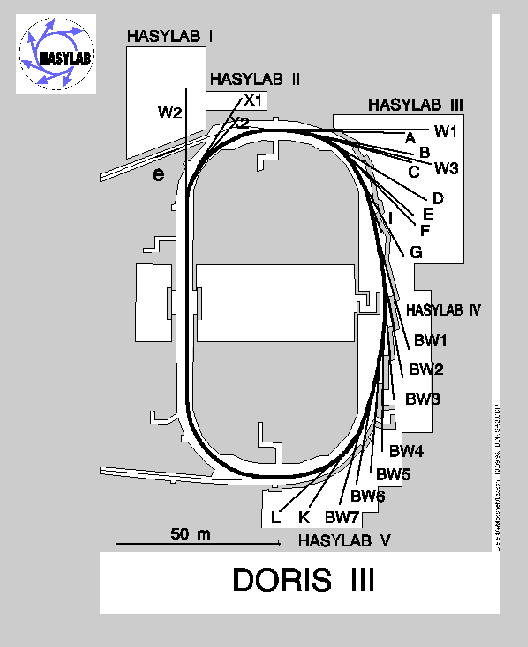 HASYLAB
HASYLAB I
HASYLAB II
X1
X2
W2
HASYLAB III
W1
A
B
C
W3
e
D
E
I
F
G
HASYLAB IV
BW1
BW2
BW3
BW4
BW5
BW6
L
K
BW7
50 m
HASYLAB V
DORIS III